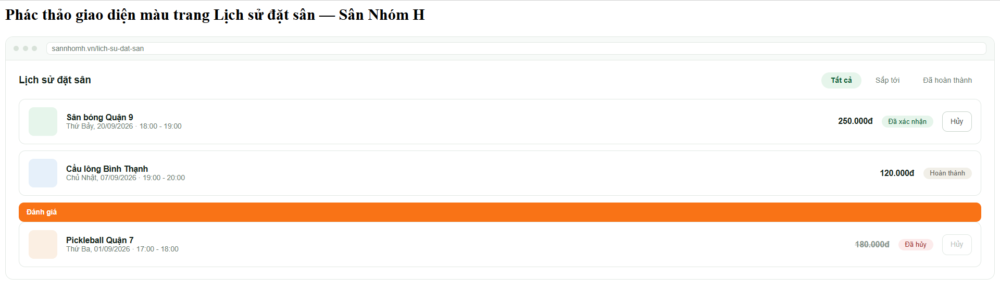 Phác thảo giao diện màu trang Lịch sử đặt sân — Sân Nhóm H
sannhomh.vn/lich-su-dat-san
Lịch sử đặt sân
Tất cả
Sắp tới
Đã hoàn thành
Sân bóng Quận 9
Thứ Bảy, 20/09/2026 · 18:00 - 19:00
250.000đ
Đã xác nhận
Hủy
Cầu lông Bình Thạnh
Chủ Nhật, 07/09/2026 · 19:00 - 20:00
120.000đ
Hoàn thành
Đánh giá
Pickleball Quận 7
Thứ Ba, 01/09/2026 · 17:00 - 18:00
180.000đ
Đã hủy
Hủy